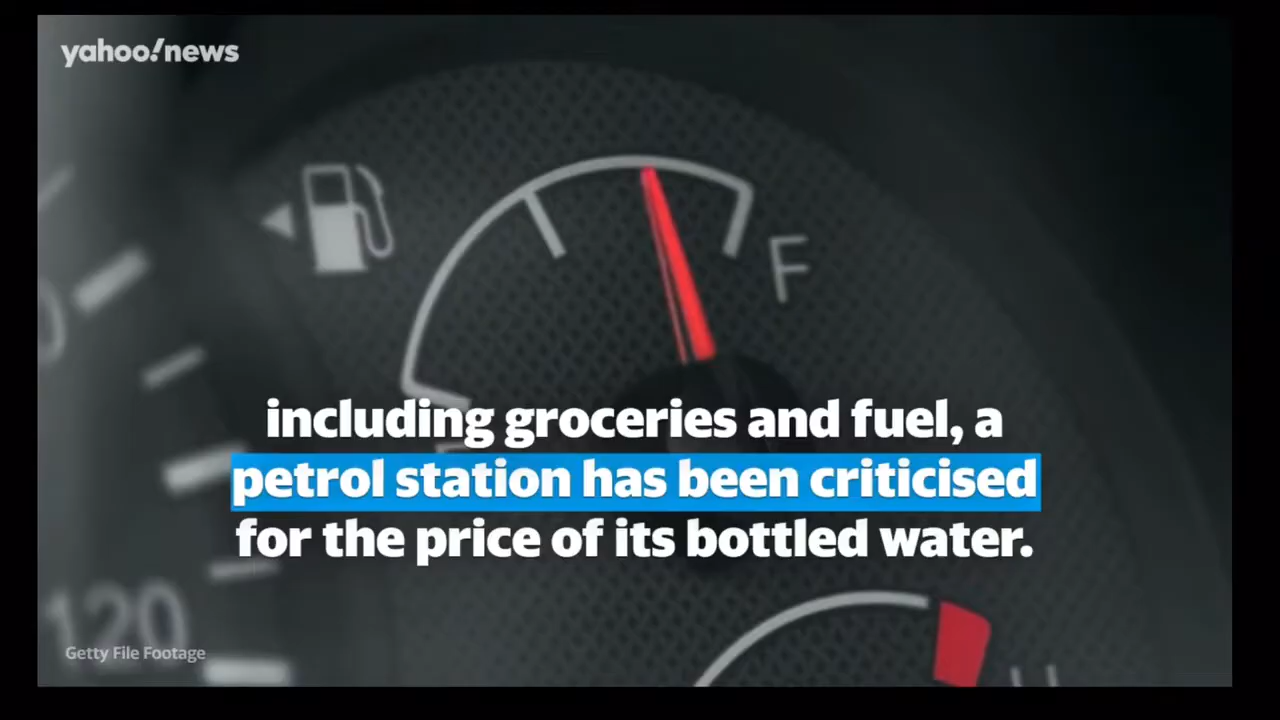 yahoo!news
F
including groceries and fuel, a
petrol station has been criticised
for the price of its bottled water.
120
Getty File Footage